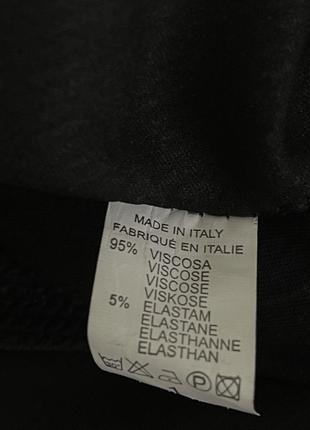 MADE IN ITALY
FABRIQUÉ EN ITALIE
95% VISCOSA
VISCOSE
VISCOSE
VISKOSE
5% ELASTAM
ELASTANE
ELASTHANNE
ELASTHAN
P